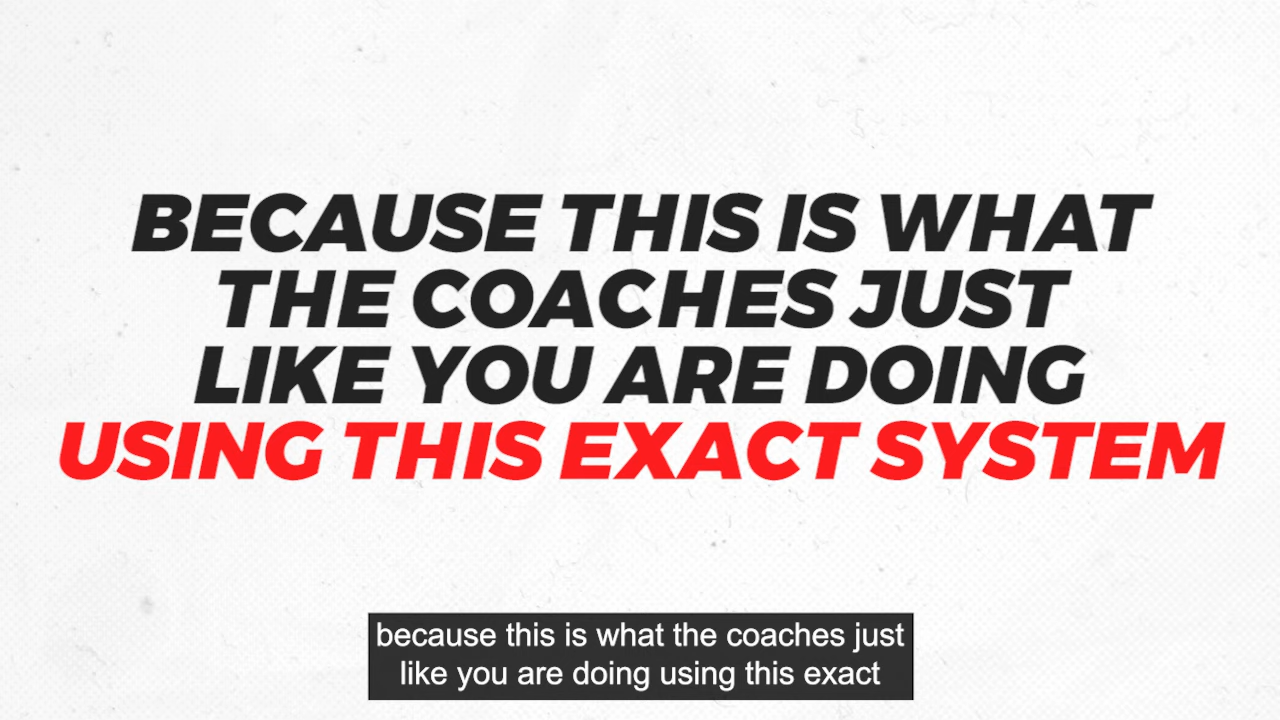 BECAUSE THIS IS WHAT
THE COACHES JUST
LIKE YOU ARE DOING
USING THIS EXACT SYSTEM
because this is what the coaches just
like you are doing using this exact